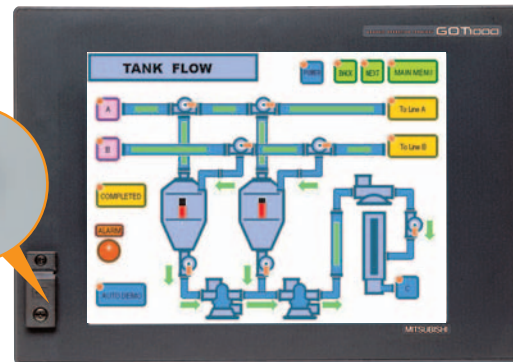 GOT1000
TANK FLOW
POWER
BACK
NEXT
MAIN MENU
A
To Line A
B
To Line B
COMPLETED
ALARM
AUTO DEMO
C
MITSUBISHI